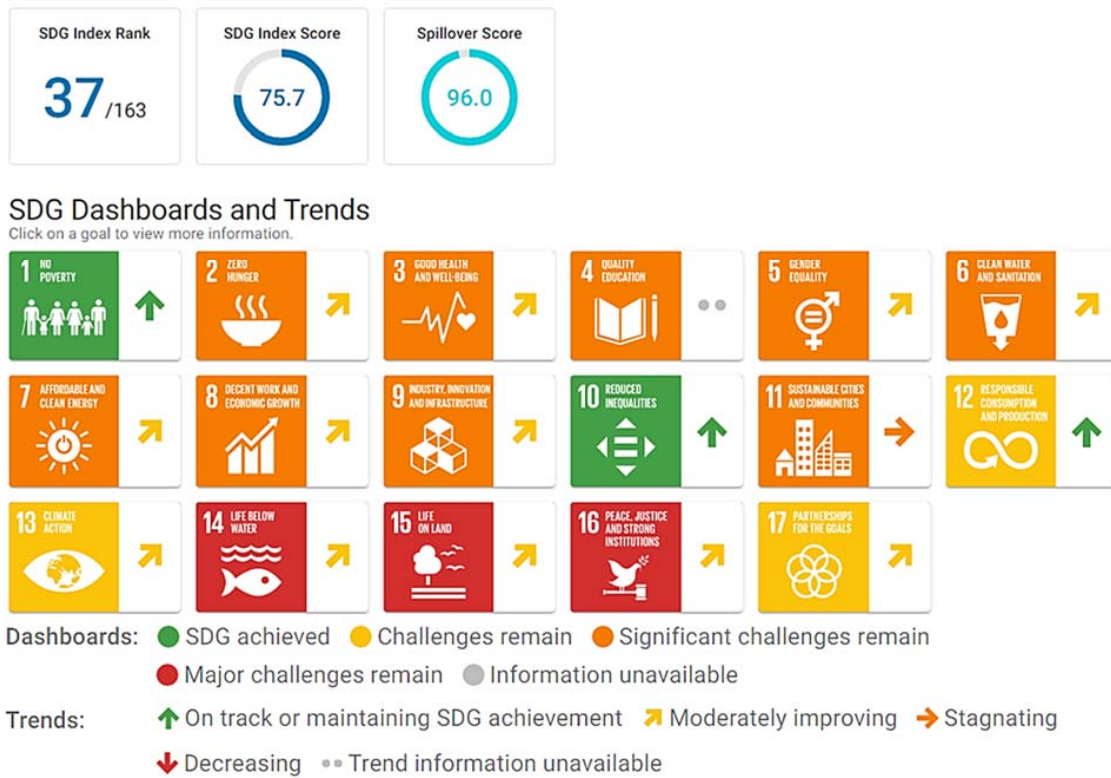 SDG Index Rank
37/163
SDG Index Score
75.7
Spillover Score
96.0
SDG Dashboards and Trends
Click on a goal to view more information.
1 NO
POVERTY
2 ZERO
HUNGER
3 GOOD HEALTH
AND WELL-BEING
4 QUALITY
EDUCATION
5 GENDER
EQUALITY
6 CLEAN WATER
AND SANITATION
7 AFFORDABLE AND
CLEAN ENERGY
8 DECENT WORK AND
ECONOMIC GROWTH
9 INDUSTRY, INNOVATION
AND INFRASTRUCTURE
10 REDUCED
INEQUALITIES
11 SUSTAINABLE CITIES
AND COMMUNITIES
12 RESPONSIBLE
CONSUMPTION
AND PRODUCTION
13 CLIMATE
ACTION
14 LIFE BELOW
WATER
15 LIFE
ON LAND
16 PEACE, JUSTICE
AND STRONG
INSTITUTIONS
17 PARTNERSHIPS
FOR THE GOALS
Dashboards: SDG achieved Challenges remain Significant challenges remain
Major challenges remain Information unavailable
Trends: On track or maintaining SDG achievement Moderately improving Stagnating
Decreasing Trend information unavailable